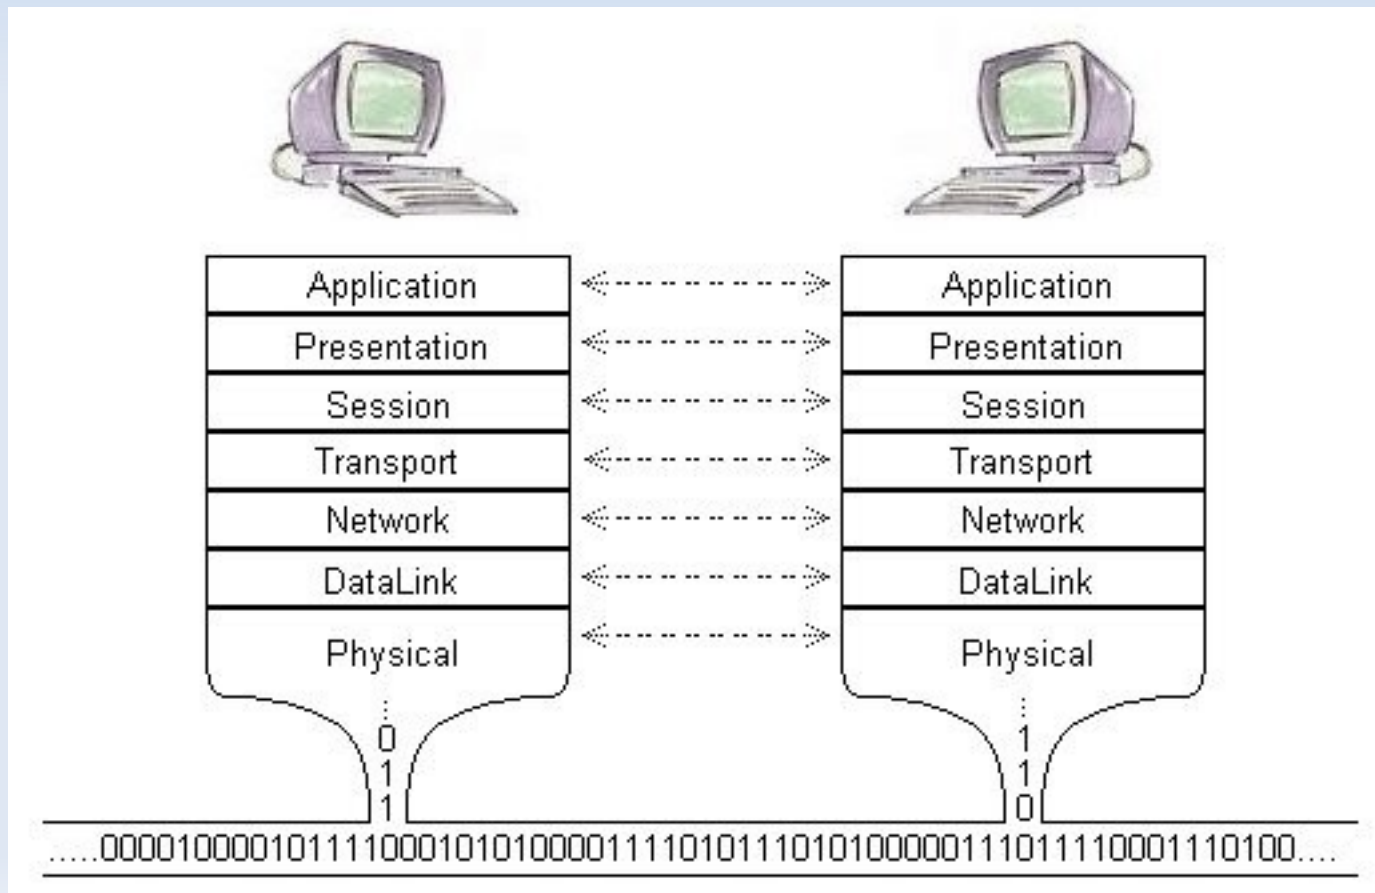 Application Application
Presentation Presentation
Session Session
Transport Transport
Network Network
DataLink DataLink
Physical Physical
0 1
1 1
1 0
.....0000100001011110001010100001111010111010100000111011110001110100....